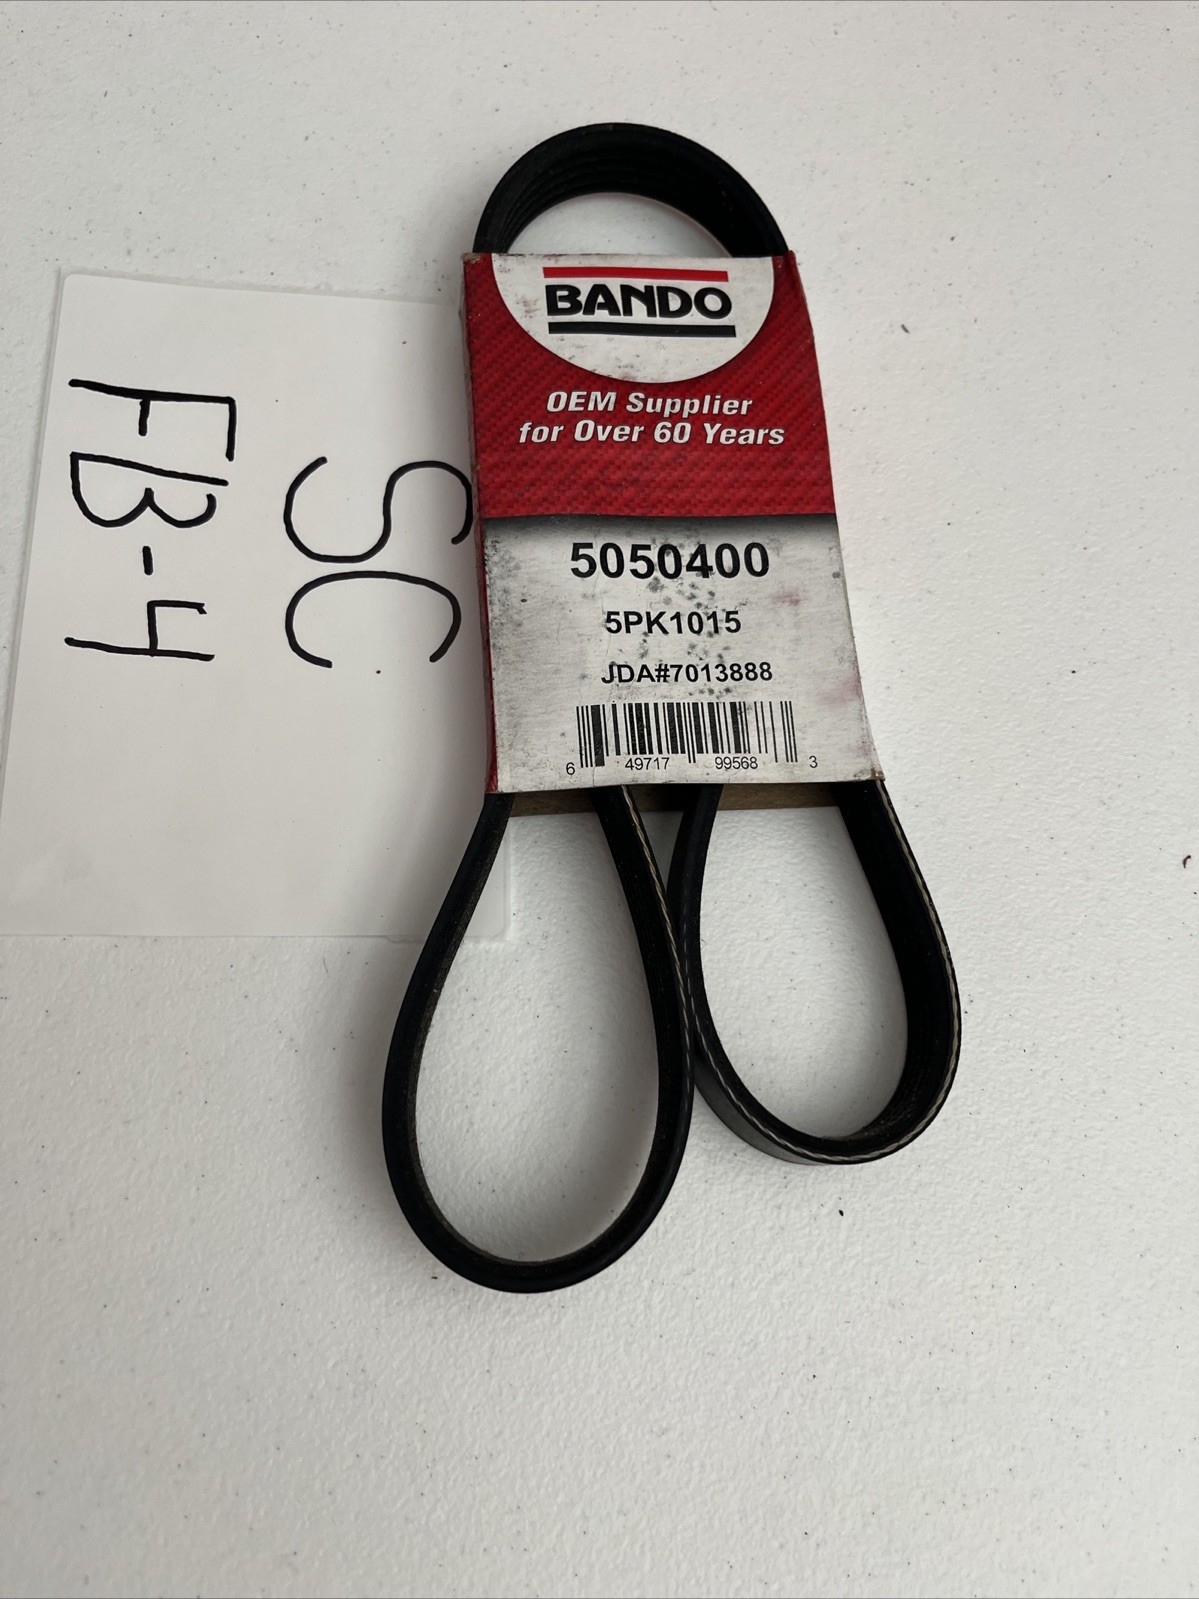 BANDO
OEM Supplier
for Over 60 Years
5050400
5PK1015
JDA#7013888
6 49717 99568 3
SC
FB-4